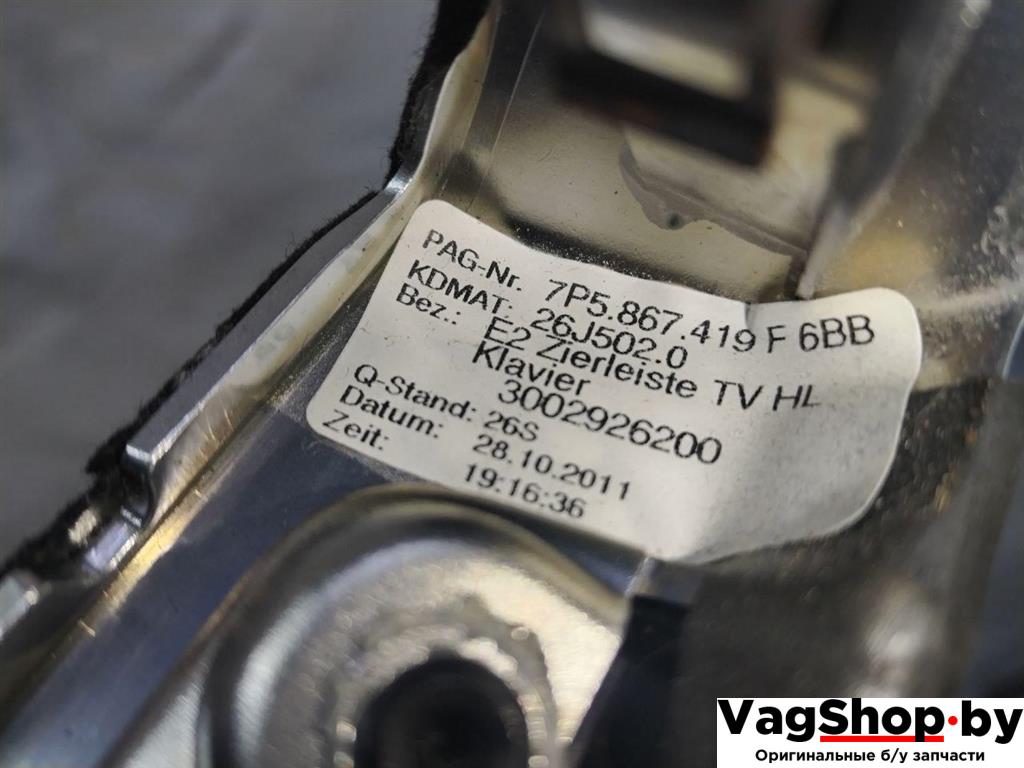 PAG-Nr. 7P5.867.419 F 6BB
KDMAT: 26J502.0
Bez.: E2 Zierleiste TV HL
Klavier
3002926200
Q-Stand: 26S
Datum: 28.10.2011
Zeit: 19:16:36
VagShop.by
Оригинальные б/у запчасти